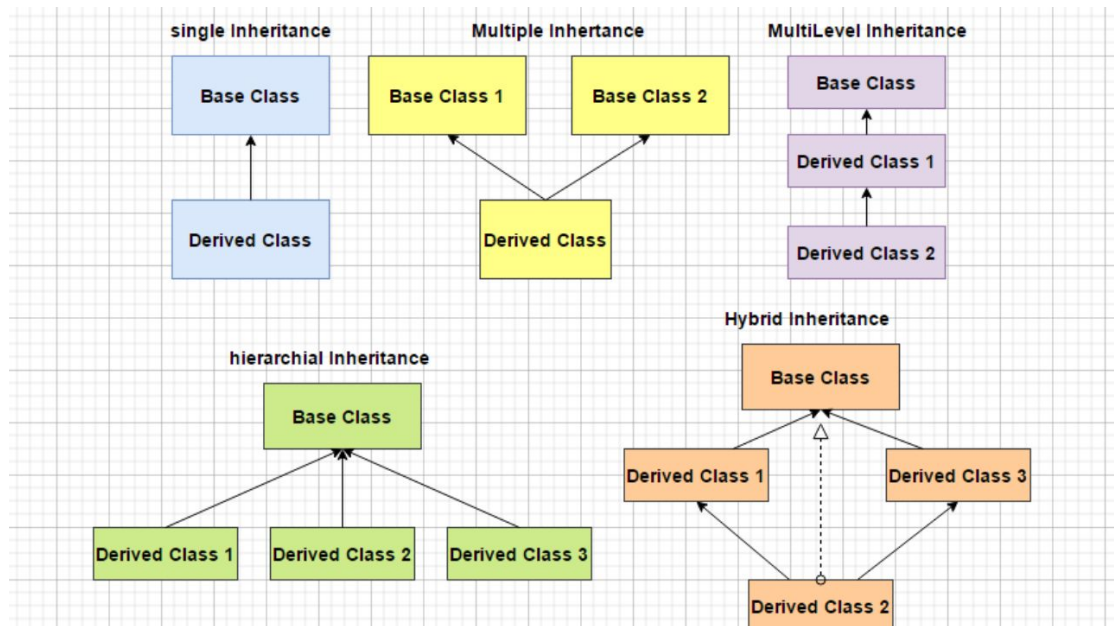 single Inheritance
Base Class
Derived Class
Multiple Inhertance
Base Class 1
Base Class 2
Derived Class
MultiLevel Inheritance
Base Class
Derived Class 1
Derived Class 2
hierarchial Inheritance
Base Class
Derived Class 1
Derived Class 2
Derived Class 3
Hybrid Inheritance
Base Class
Derived Class 1
Derived Class 3
Derived Class 2